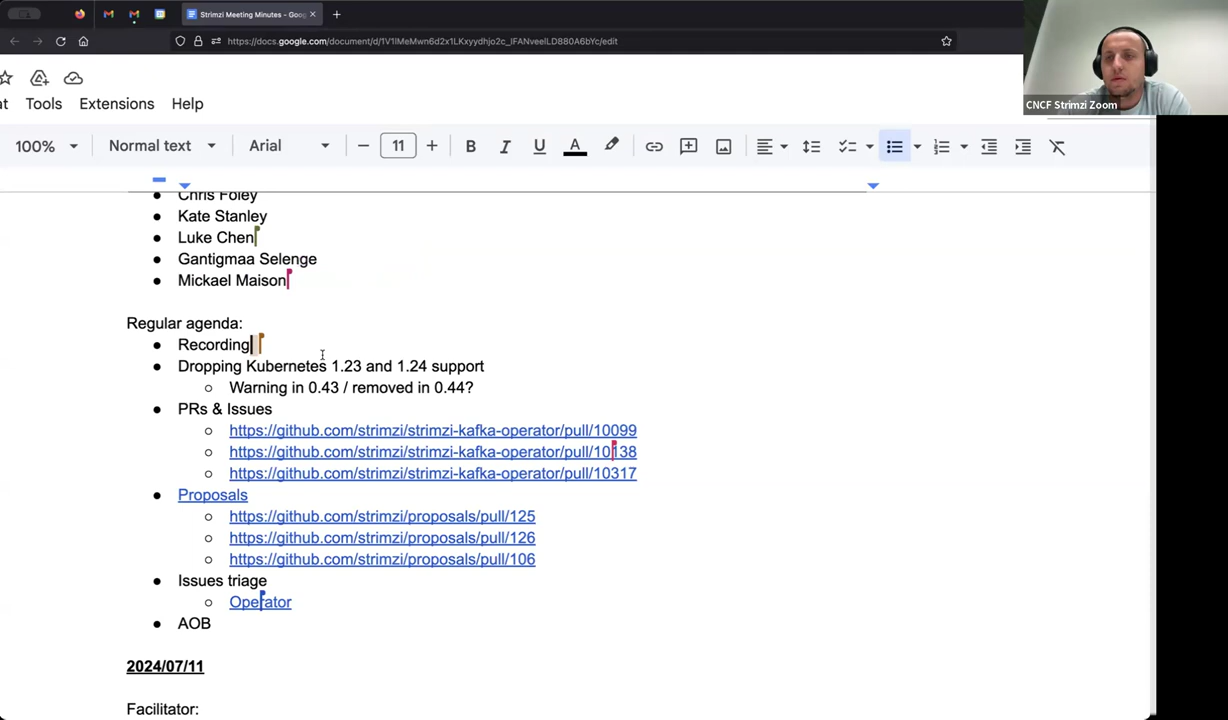 Strimzi Meeting Minutes - Goog
https://docs.google.com/document/d/1V1lMeMwn6d2x1LKxyydhjo2c_lFANveelLD880A6bYc/edit
CNCF Strimzi Zoom
at Tools Extensions Help
100% Normal text Arial 11 B I U A
Chris Foley
Kate Stanley
Luke Chen
Gantigmaa Selenge
Mickael Maison
Regular agenda:
Recording
Dropping Kubernetes 1.23 and 1.24 support
Warning in 0.43 / removed in 0.44?
PRs & Issues
https://github.com/strimzi/strimzi-kafka-operator/pull/10099
https://github.com/strimzi/strimzi-kafka-operator/pull/10138
https://github.com/strimzi/strimzi-kafka-operator/pull/10317
Proposals
https://github.com/strimzi/proposals/pull/125
https://github.com/strimzi/proposals/pull/126
https://github.com/strimzi/proposals/pull/106
Issues triage
Operator
AOB
2024/07/11
Facilitator: